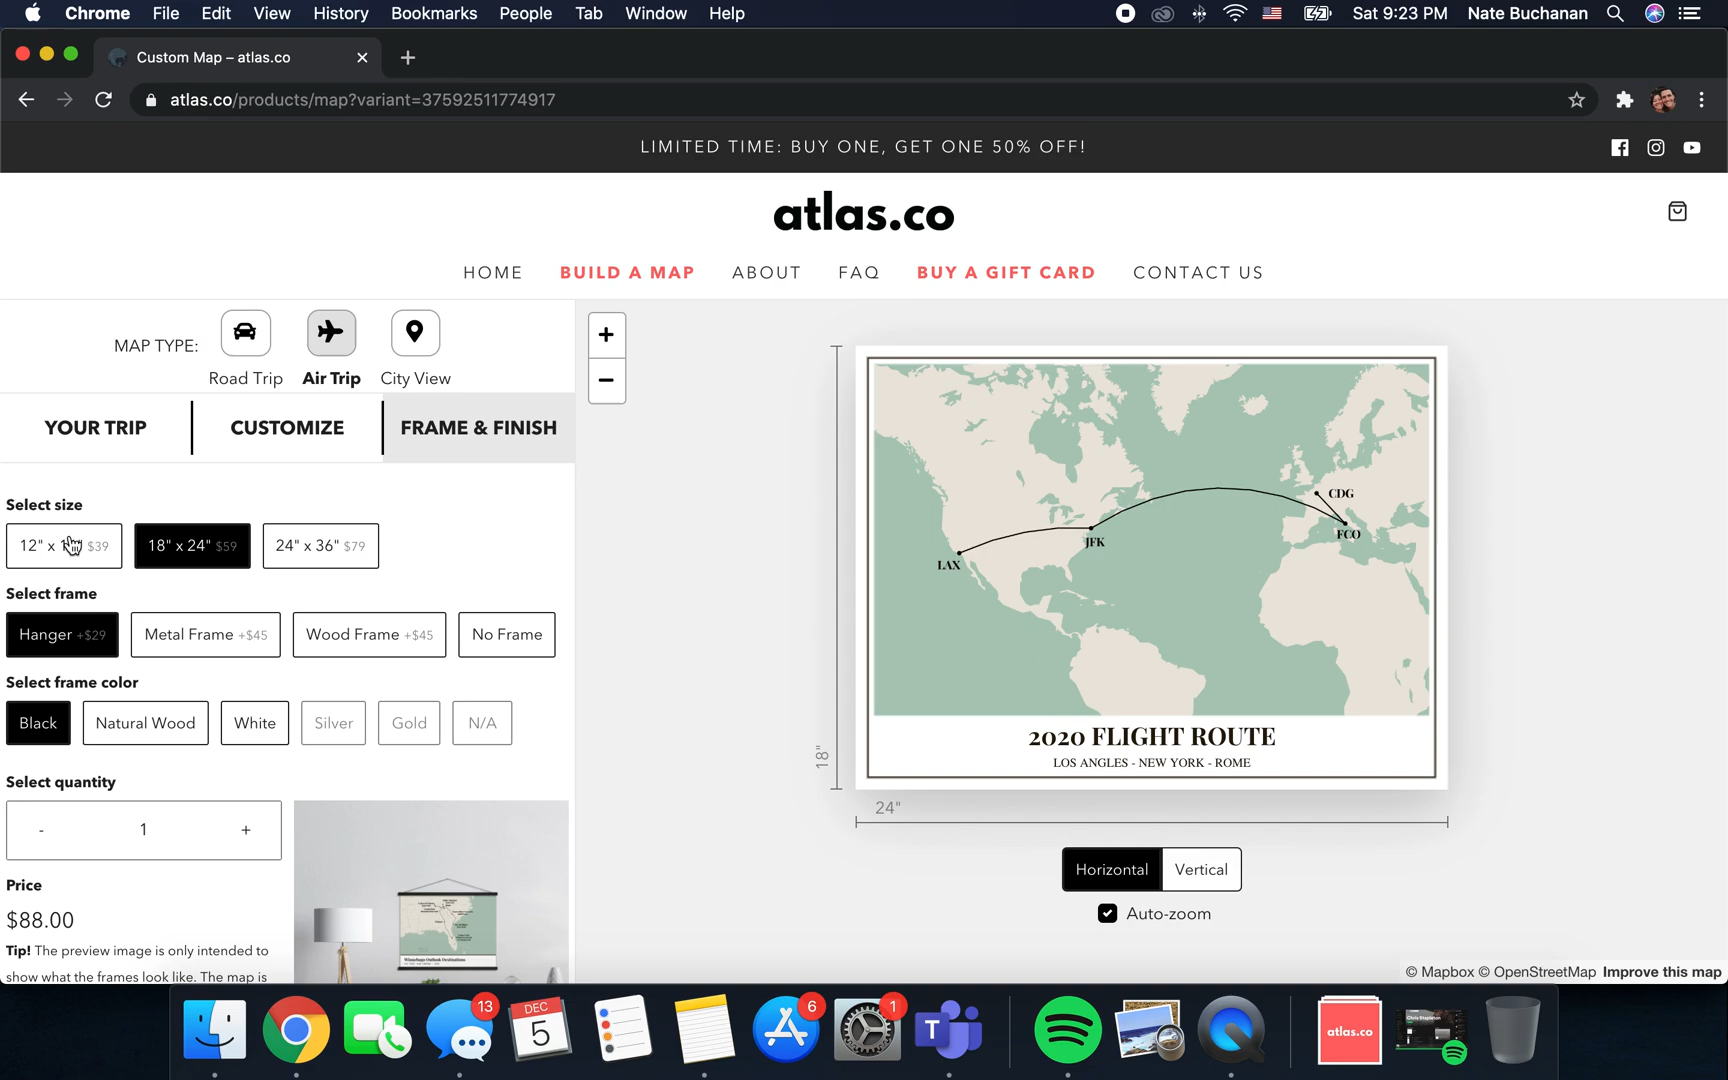 Chrome File Edit View History Bookmarks People Tab Window Help Sat 9:23 PM Nate Buchanan
Custom Map – atlas.co
atlas.co/products/map?variant=37592511774917
LIMITED TIME: BUY ONE, GET ONE 50% OFF!
atlas.co
HOME BUILD A MAP ABOUT FAQ BUY A GIFT CARD CONTACT US
MAP TYPE:
Road Trip Air Trip City View
YOUR TRIP CUSTOMIZE FRAME & FINISH
Select size
12" x $39 18" x 24" $59 24" x 36" $79
Select frame
Hanger +$29 Metal Frame +$45 Wood Frame +$45 No Frame
Select frame color
Black Natural Wood White Silver Gold N/A
Select quantity
- 1 +
Price
$88.00
Tip! The preview image is only intended to
show what the frames look like. The map is
+
-
CDG
FCO
JFK
LAX
2020 FLIGHT ROUTE
LOS ANGLES - NEW YORK - ROME
18"
24"
Horizontal Vertical
Auto-zoom
© Mapbox © OpenStreetMap Improve this map
13
DEC
5
6
1
T
atlas.co